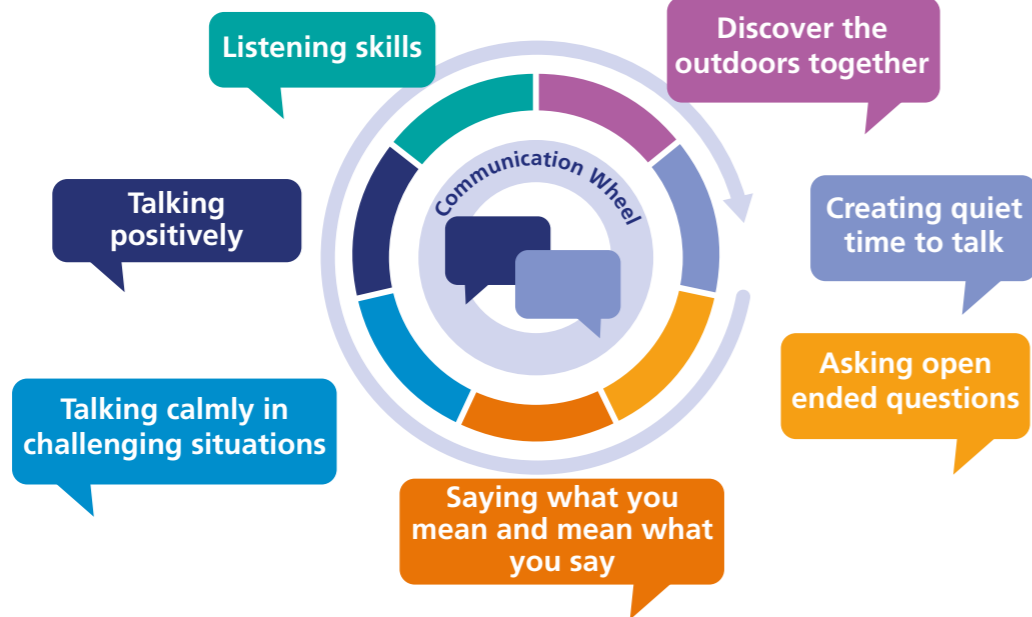 Discover the
outdoors together
Creating quiet
time to talk
Asking open
ended questions
Saying what you
mean and mean what
you say
Talking calmly in
challenging situations
Talking
positively
Listening skills
Communication Wheel